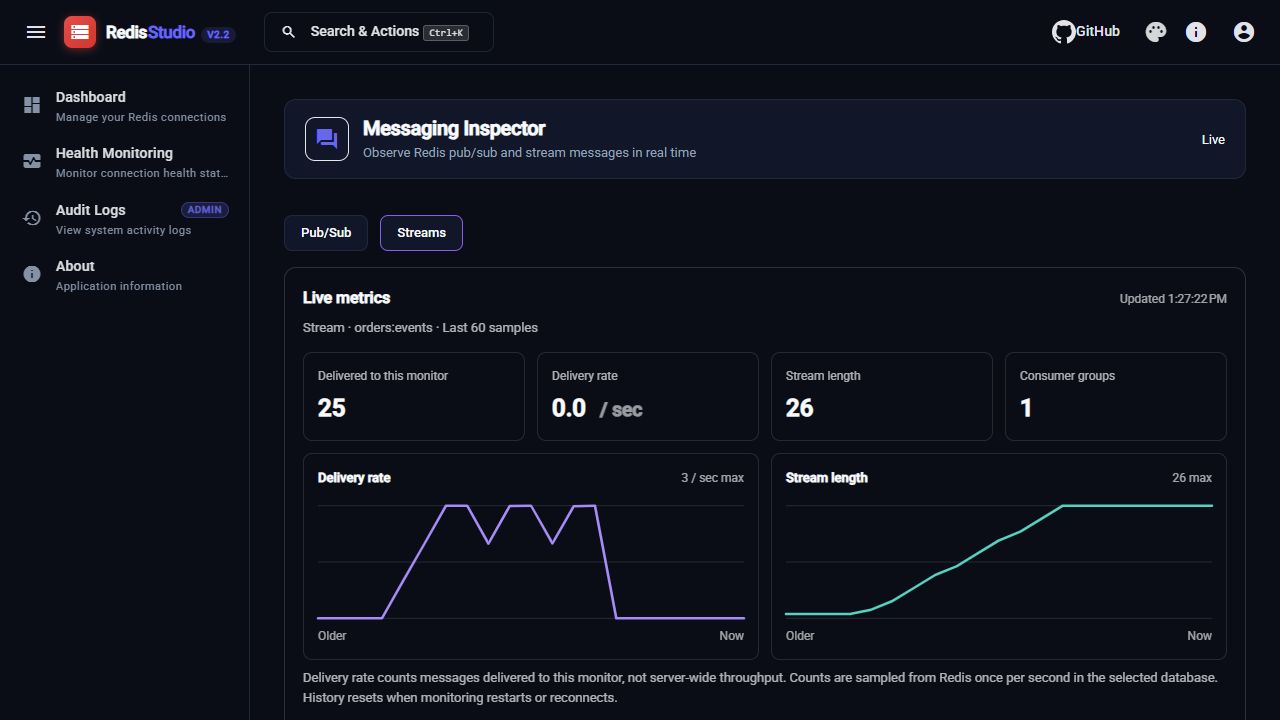 RedisStudio V2.2
Search & Actions Ctrl+K
GitHub
Dashboard
Manage your Redis connections
Health Monitoring
Monitor connection health stat…
Audit Logs ADMIN
View system activity logs
About
Application information
Messaging Inspector
Observe Redis pub/sub and stream messages in real time
Live
Pub/Sub Streams
Live metrics
Updated 1:27:22 PM
Stream · orders:events · Last 60 samples
Delivered to this monitor
25
Delivery rate
0.0 / sec
Stream length
26
Consumer groups
1
Delivery rate 3 / sec max
Older Now
Stream length 26 max
Older Now
Delivery rate counts messages delivered to this monitor, not server-wide throughput. Counts are sampled from Redis once per second in the selected database.
History resets when monitoring restarts or reconnects.